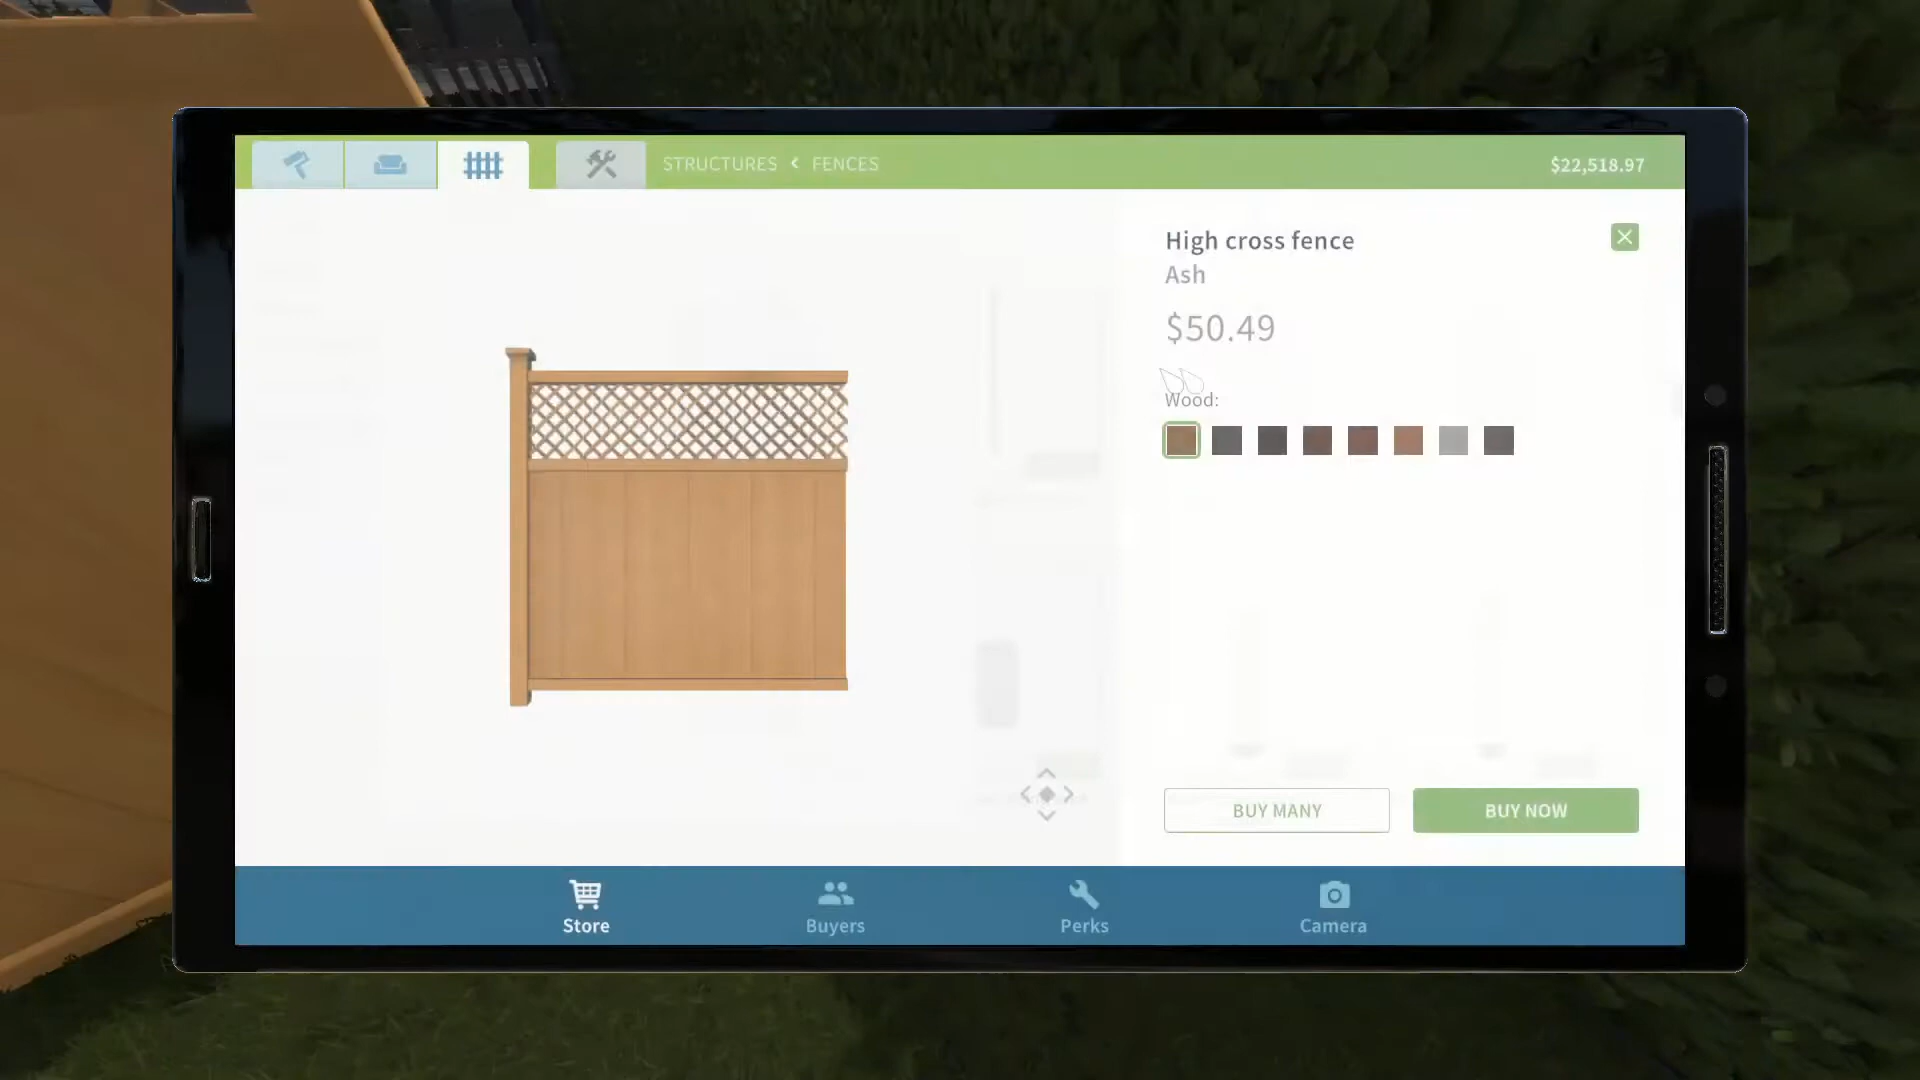 STRUCTURES < FENCES
$22,518.97
High cross fence
Ash
$50.49
Wood:
BUY MANY
BUY NOW
Store
Buyers
Perks
Camera